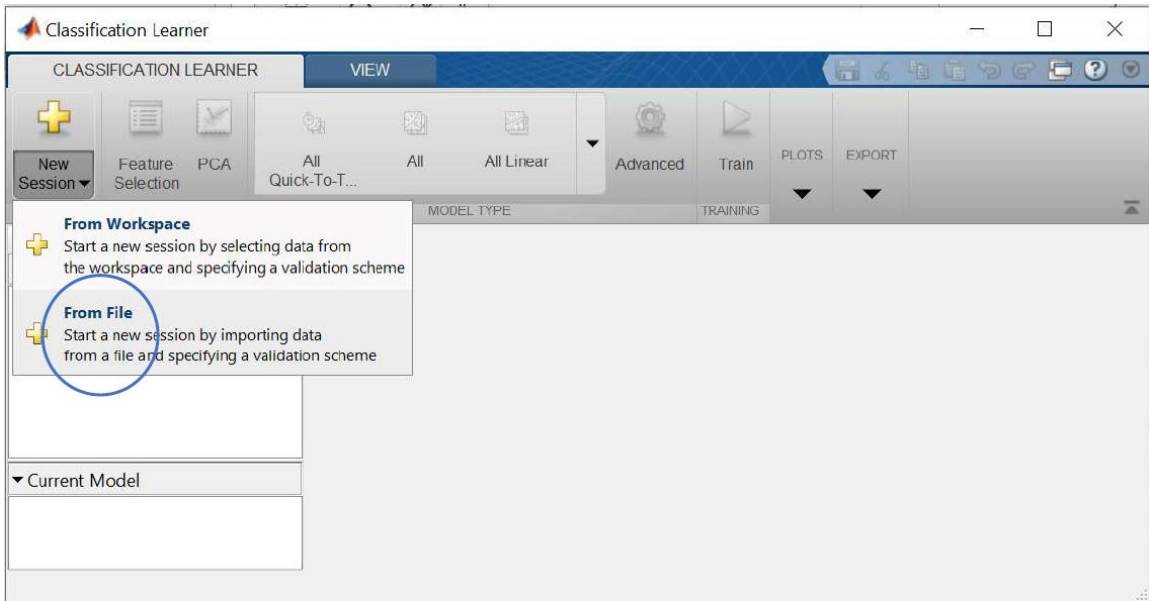 Classification Learner
CLASSIFICATION LEARNER
VIEW
New
Session
Feature
Selection
PCA
All
Quick-To-T...
All
All Linear
Advanced
Train
PLOTS
EXPORT
MODEL TYPE
TRAINING
From Workspace
Start a new session by selecting data from
the workspace and specifying a validation scheme
From File
Start a new session by importing data
from a file and specifying a validation scheme
Current Model